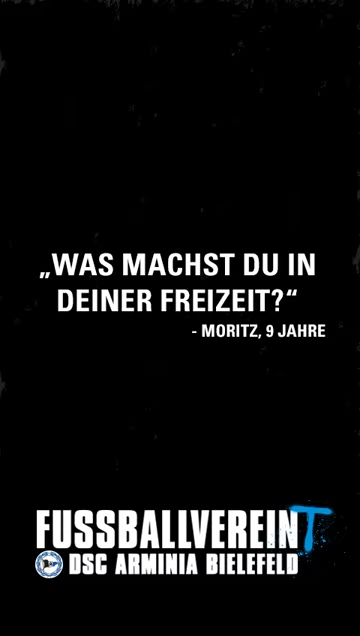 „WAS MACHST DU IN
DEINER FREIZEIT?“
- MORITZ, 9 JAHRE
FUSSBALLVEREINT
DSC ARMINIA BIELEFELD